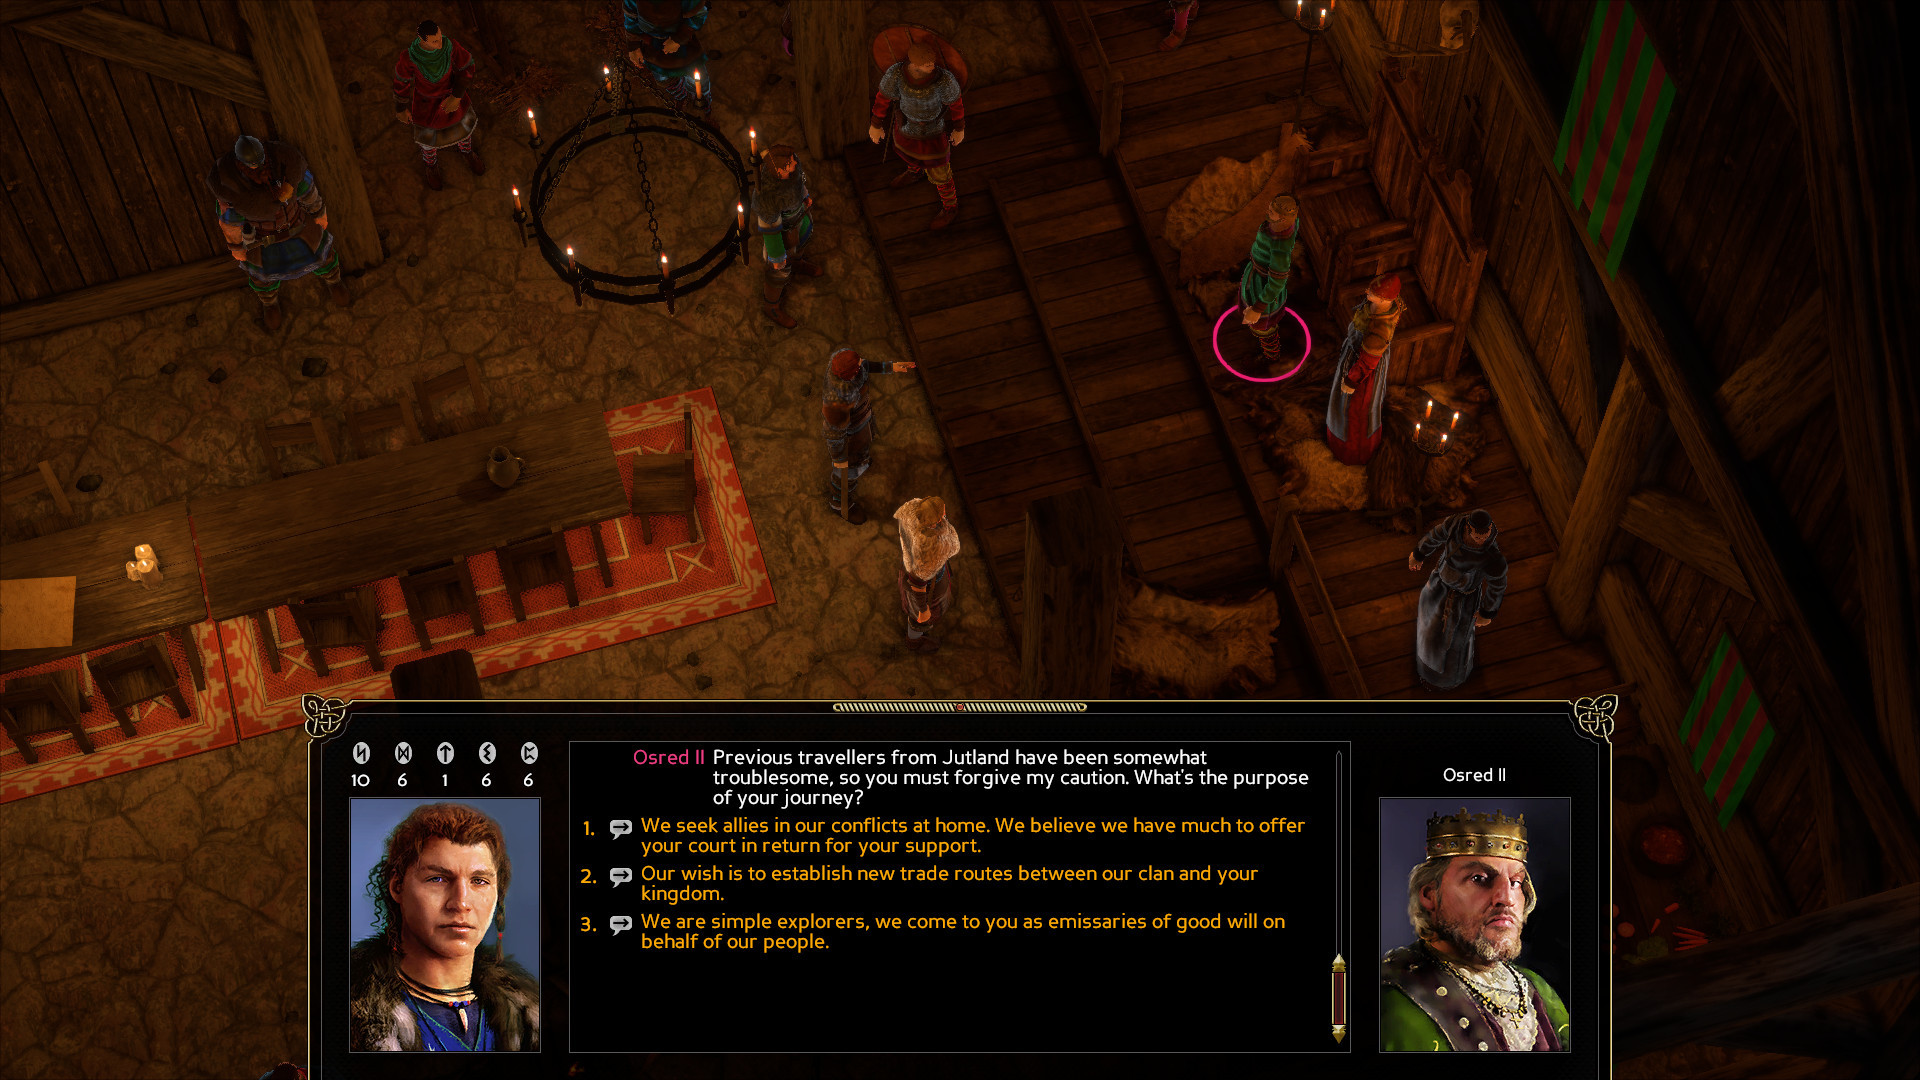 ᛋ ᛞ ᛏ ᛊ ᛈ
10 6 1 6 6
Osred II Previous travellers from Jutland have been somewhat
troublesome, so you must forgive my caution. What's the purpose
of your journey?
1. We seek allies in our conflicts at home. We believe we have much to offer
your court in return for your support.
2. Our wish is to establish new trade routes between our clan and your
kingdom.
3. We are simple explorers, we come to you as emissaries of good will on
behalf of our people.
Osred II